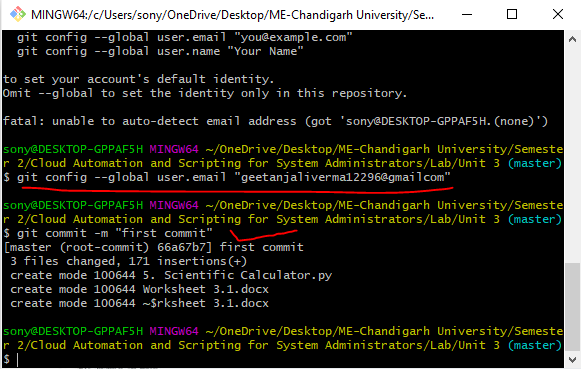 MINGW64:/c/Users/sony/OneDrive/Desktop/ME-Chandigarh University/Se...
git config --global user.email "you@example.com"
git config --global user.name "Your Name"
to set your account's default identity.
Omit --global to set the identity only in this repository.
fatal: unable to auto-detect email address (got 'sony@DESKTOP-GPPAF5H.(none)')
sony@DESKTOP-GPPAF5H MINGW64 ~/OneDrive/Desktop/ME-Chandigarh University/Semeste
r 2/Cloud Automation and Scripting for System Administrators/Lab/Unit 3 (master)
$ git config --global user.email "geetanjaliverma12296@gmailcom"
sony@DESKTOP-GPPAF5H MINGW64 ~/OneDrive/Desktop/ME-Chandigarh University/Semeste
r 2/Cloud Automation and Scripting for System Administrators/Lab/Unit 3 (master)
$ git commit -m "first commit"
[master (root-commit) 66a67b7] first commit
3 files changed, 171 insertions(+)
create mode 100644 5. Scientific Calculator.py
create mode 100644 Worksheet 3.1.docx
create mode 100644 ~$rksheet 3.1.docx
sony@DESKTOP-GPPAF5H MINGW64 ~/OneDrive/Desktop/ME-Chandigarh University/Semeste
r 2/Cloud Automation and Scripting for System Administrators/Lab/Unit 3 (master)
$